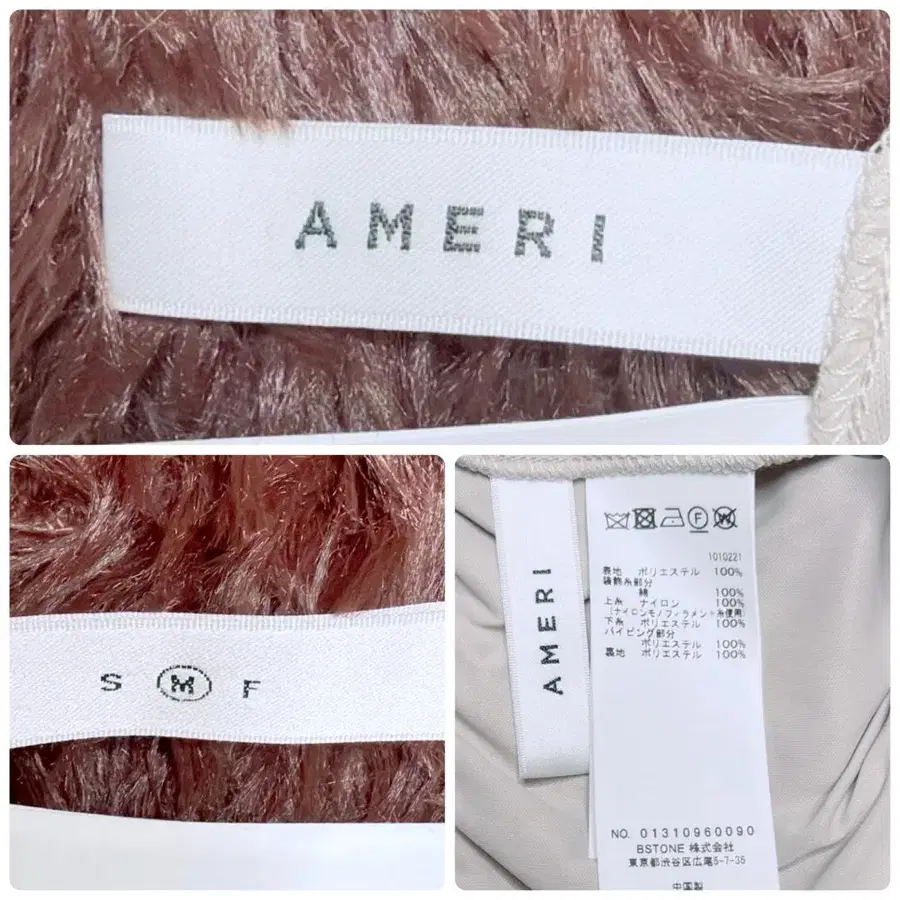 AMERI
S M F
AMERI
1010221
表地 ポリエステル 100%
装飾糸部分
綿 100%
上糸 ナイロン 100%
(ナイロンモノフィラメント糸使用)
下糸 ポリエステル 100%
パイピング部分
ポリエステル 100%
裏地 ポリエステル 100%
NO. 01310960090
BSTONE 株式会社
東京都渋谷区広尾5-7-35
中国製